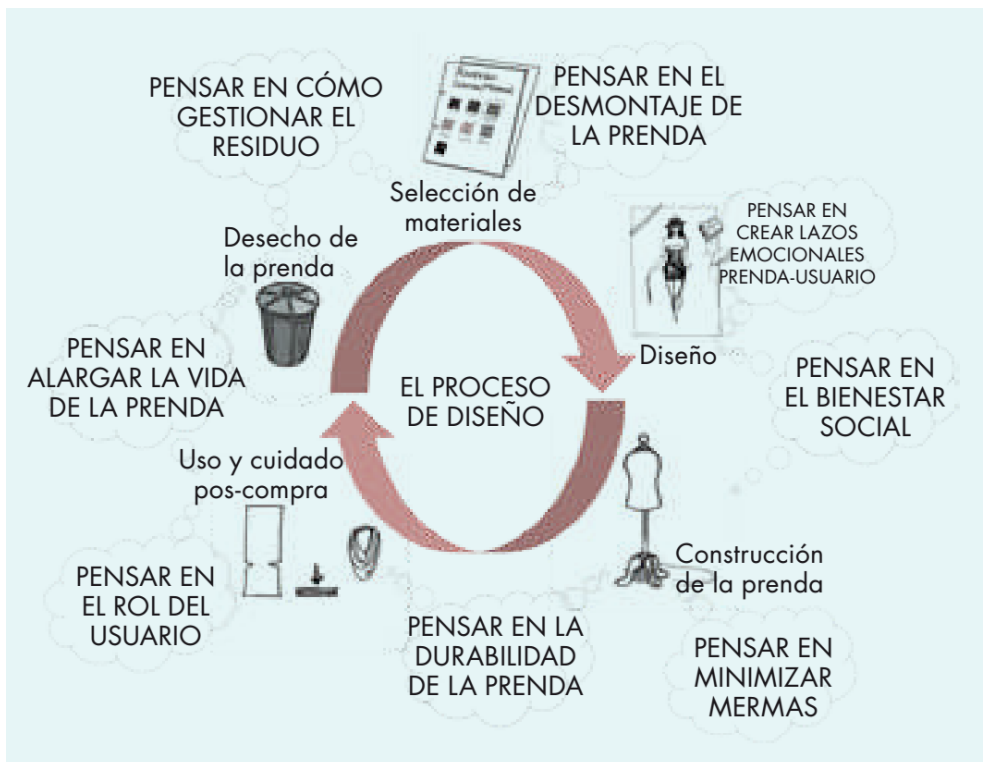 PENSAR EN CÓMO
GESTIONAR EL
RESIDUO
PENSAR EN EL
DESMONTAJE DE
LA PRENDA
Selección de
materiales
PENSAR EN
CREAR LAZOS
EMOCIONALES
PRENDA-USUARIO
Desecho de
la prenda
Diseño
PENSAR EN
ALARGAR LA VIDA
DE LA PRENDA
EL PROCESO
DE DISEÑO
PENSAR EN
EL BIENESTAR
SOCIAL
Uso y cuidado
pos-compra
Construcción
de la prenda
PENSAR EN
EL ROL DEL
USUARIO
PENSAR EN LA
DURABILIDAD
DE LA PRENDA
PENSAR EN
MINIMIZAR
MERMAS